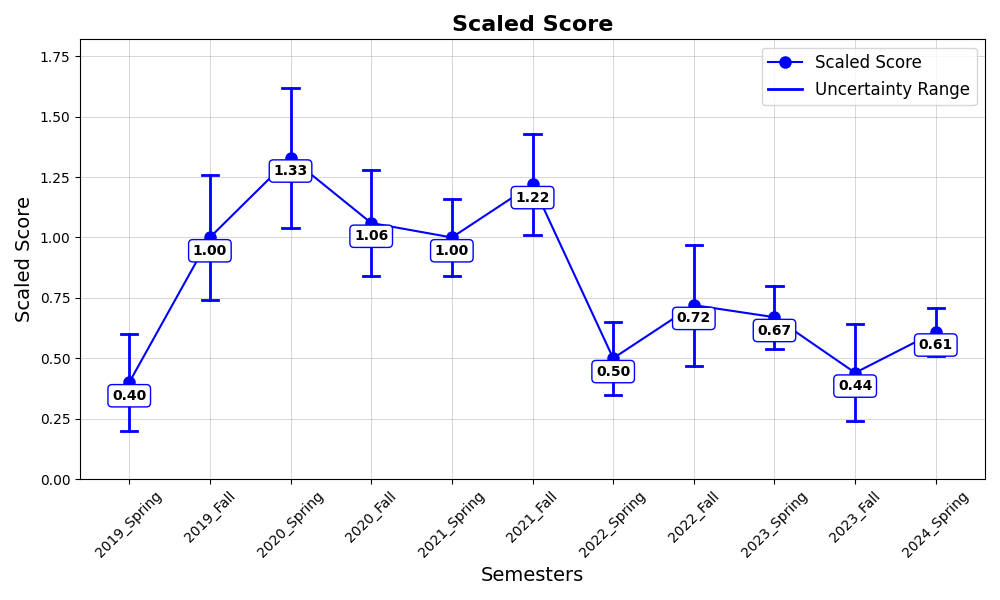 Scaled Score
1.75
1.50
1.25
1.00
0.75
0.50
0.25
0.00
Scaled Score
Scaled Score
Uncertainty Range
0.40
1.00
1.33
1.06
1.00
1.22
0.50
0.72
0.67
0.44
0.61
2019_Spring
2019_Fall
2020_Spring
2020_Fall
2021_Spring
2021_Fall
2022_Spring
2022_Fall
2023_Spring
2023_Fall
2024_Spring
Semesters